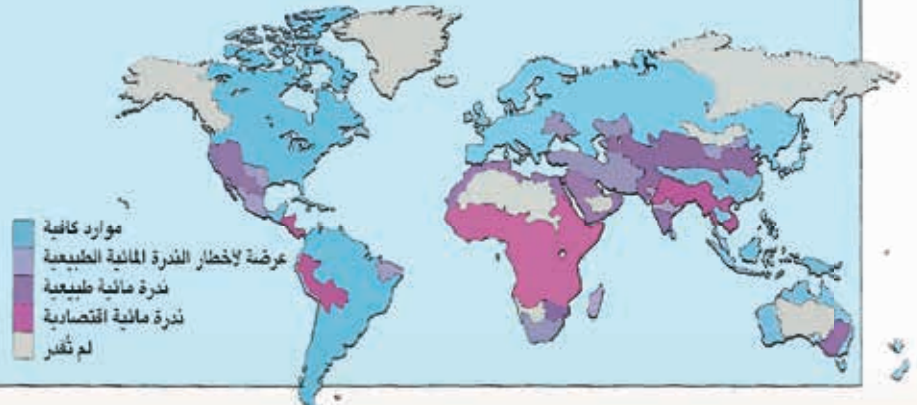 موارد كافية
عرضة لأخطار الندرة المائية الطبيعية
ندرة مائية طبيعية
ندرة مائية اقتصادية
لم تُقدر